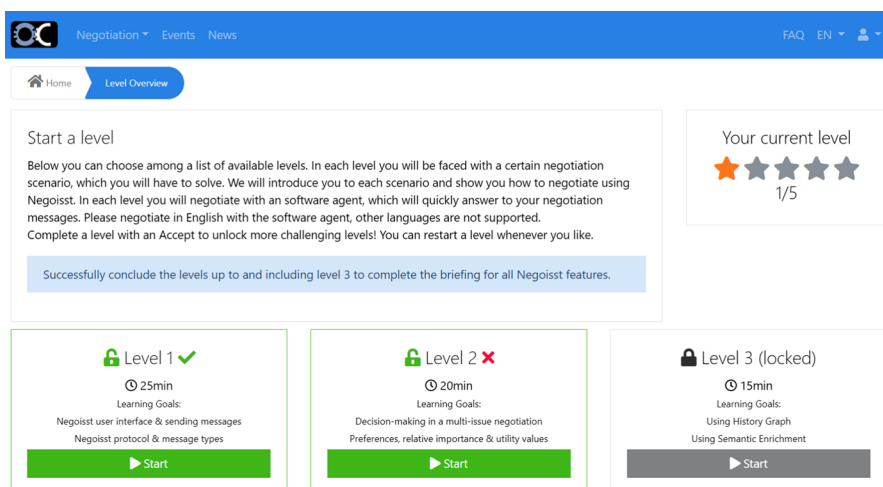 Negotiation Events News FAQ EN
Home Level Overview
Start a level
Below you can choose among a list of available levels. In each level you will be faced with a certain negotiation
scenario, which you will have to solve. We will introduce you to each scenario and show you how to negotiate using
Negoisst. In each level you will negotiate with an software agent, which will quickly answer to your negotiation
messages. Please negotiate in English with the software agent, other languages are not supported.
Complete a level with an Accept to unlock more challenging levels! You can restart a level whenever you like.
Successfully conclude the levels up to and including level 3 to complete the briefing for all Negoisst features.
Your current level
1/5
Level 1
25min
Learning Goals:
Negoisst user interface & sending messages
Negoisst protocol & message types
Start
Level 2
20min
Learning Goals:
Decision-making in a multi-issue negotiation
Preferences, relative importance & utility values
Start
Level 3 (locked)
15min
Learning Goals:
Using History Graph
Using Semantic Enrichment
Start